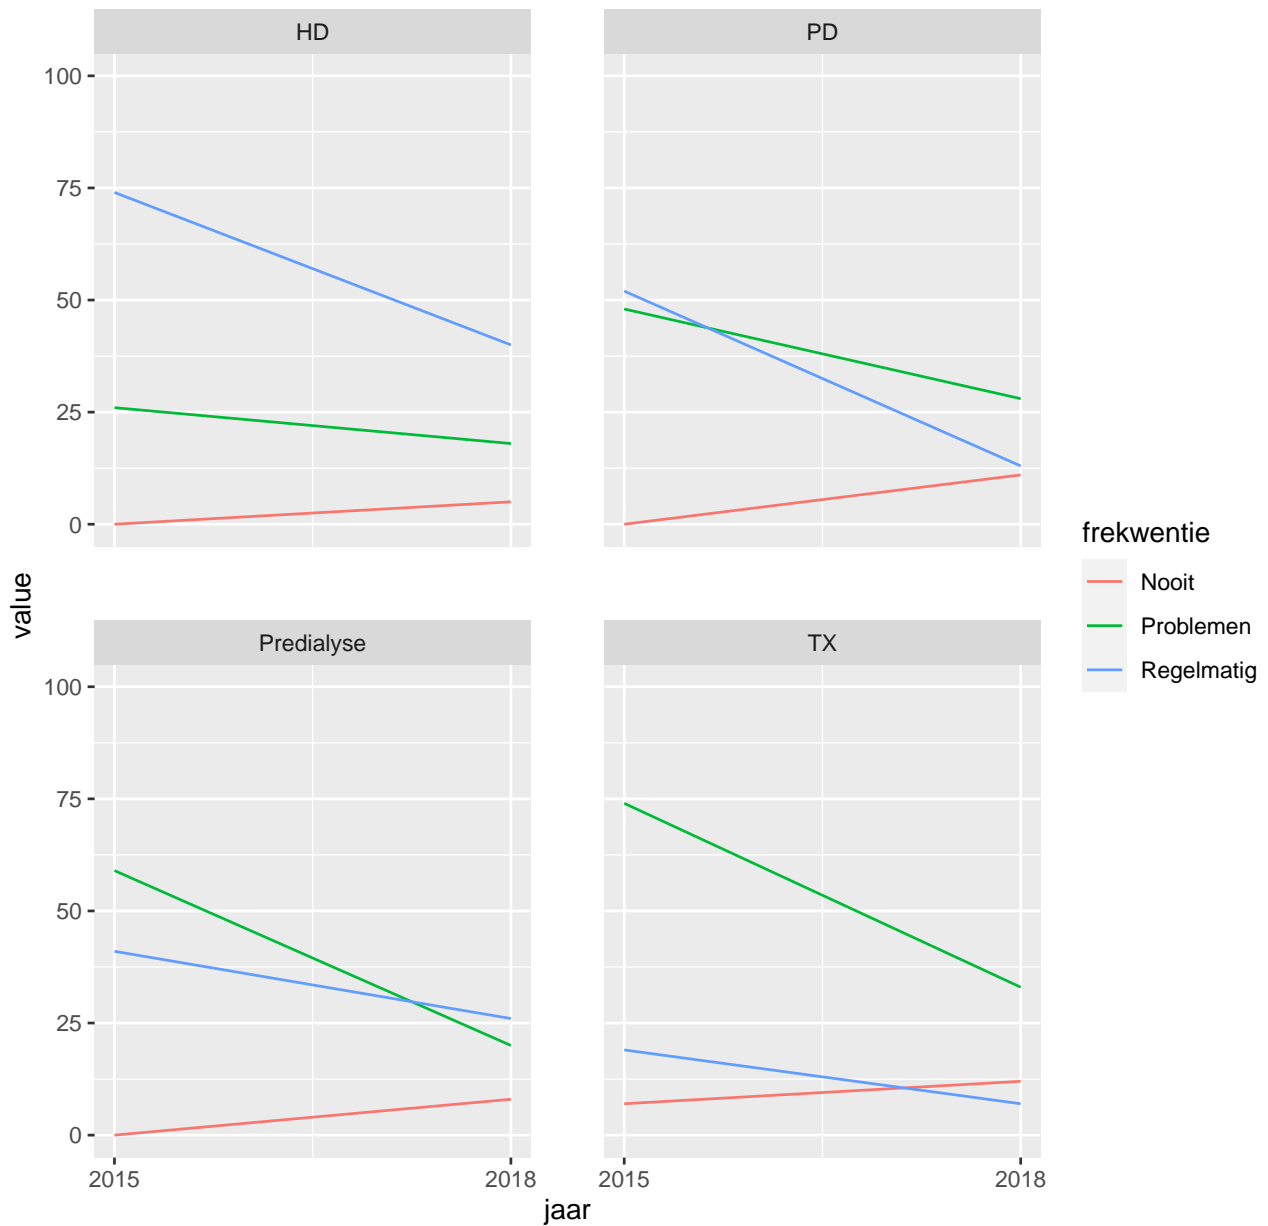 HD
PD
100
75
50
25
0
value
Predialyse
TX
100
75
50
25
0
2015
2018
2015
2018
jaar
frekwentie
Nooit
Problemen
Regelmatig